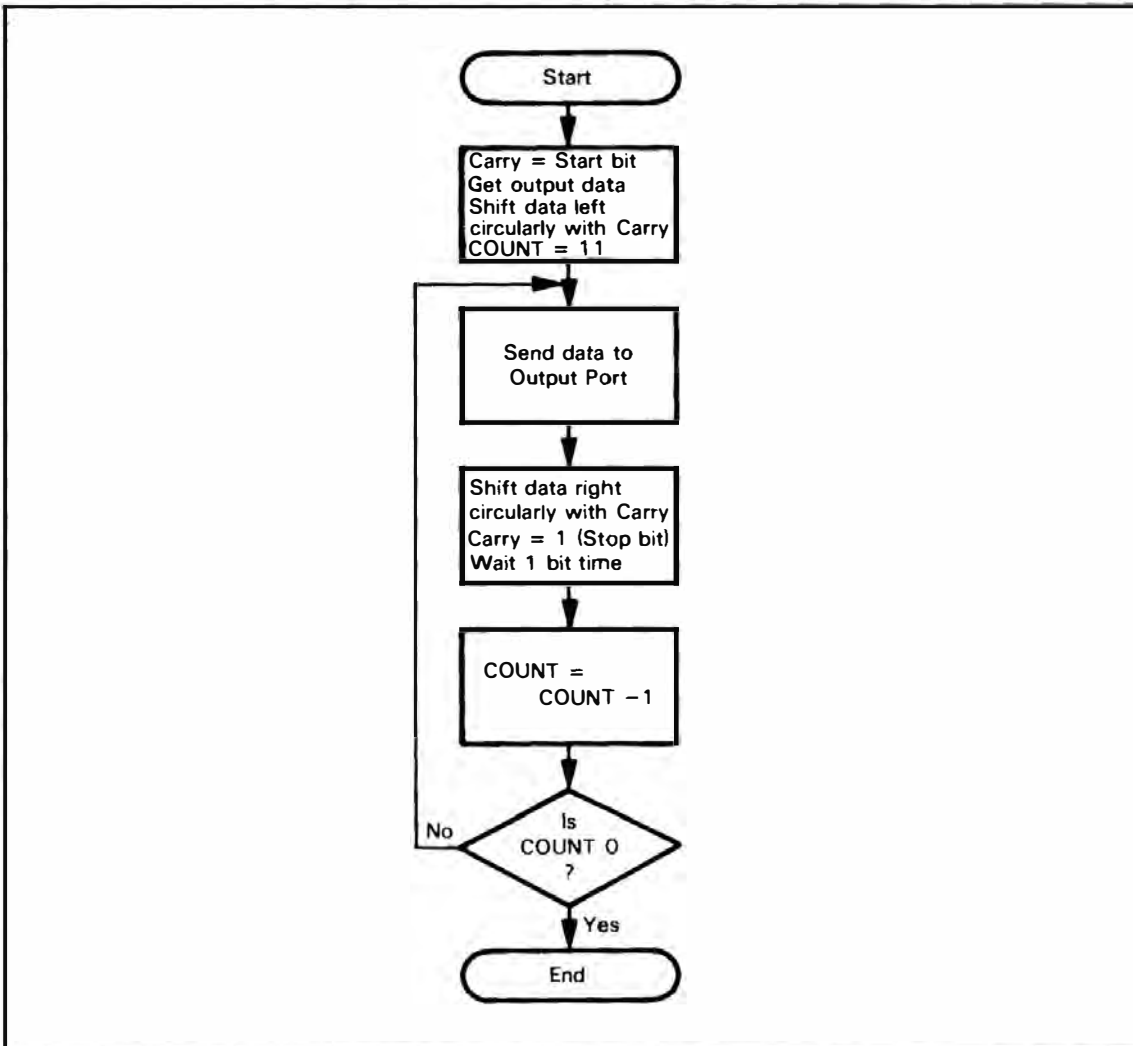 Start
Carry = Start bit
Get output data
Shift data left
circularly with Carry
COUNT = 11
Send data to
Output Port
Shift data right
circularly with Carry
Carry = 1 (Stop bit)
Wait 1 bit time
COUNT =
COUNT −1
Is
COUNT 0
?
No
Yes
End